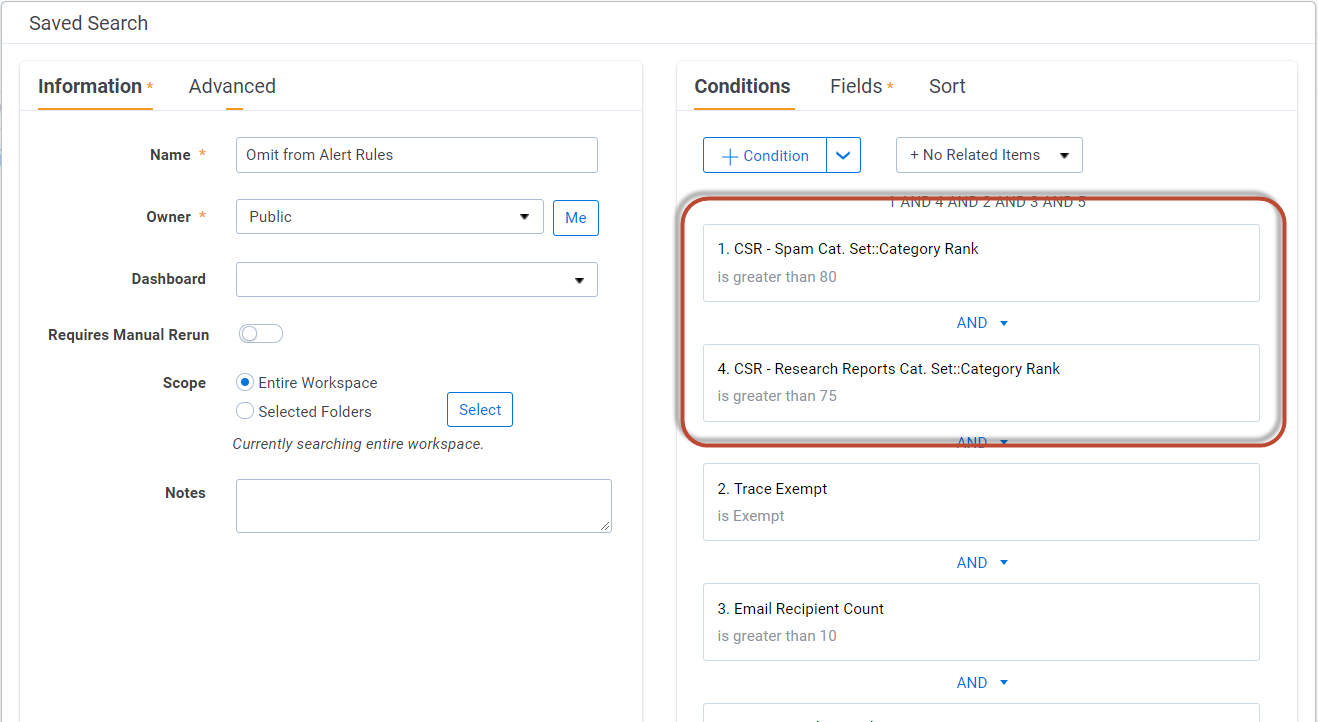 Saved Search
Information *
Advanced
Name *
Omit from Alert Rules
Owner *
Public
Me
Dashboard
Requires Manual Rerun
Scope
Entire Workspace
Selected Folders
Select
Currently searching entire workspace.
Notes
Conditions
Fields *
Sort
+ Condition
+ No Related Items
1 AND 4 AND 2 AND 3 AND 5
1. CSR - Spam Cat. Set::Category Rank
is greater than 80
AND
4. CSR - Research Reports Cat. Set::Category Rank
is greater than 75
AND
2. Trace Exempt
is Exempt
AND
3. Email Recipient Count
is greater than 10
AND